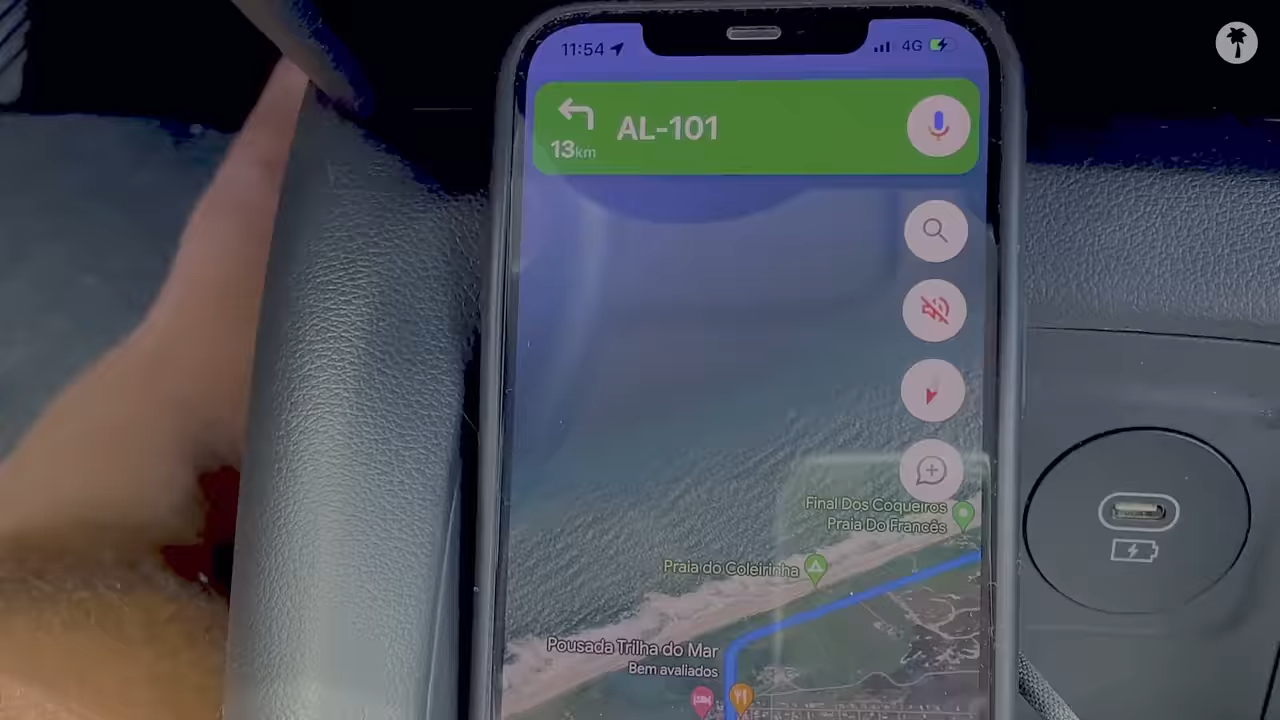 11:54
4G
AL-101
13km
Final Dos Coqueiros
Praia Do Francês
Praia do Coleirinha
Pousada Trilha do Mar
Bem avaliados